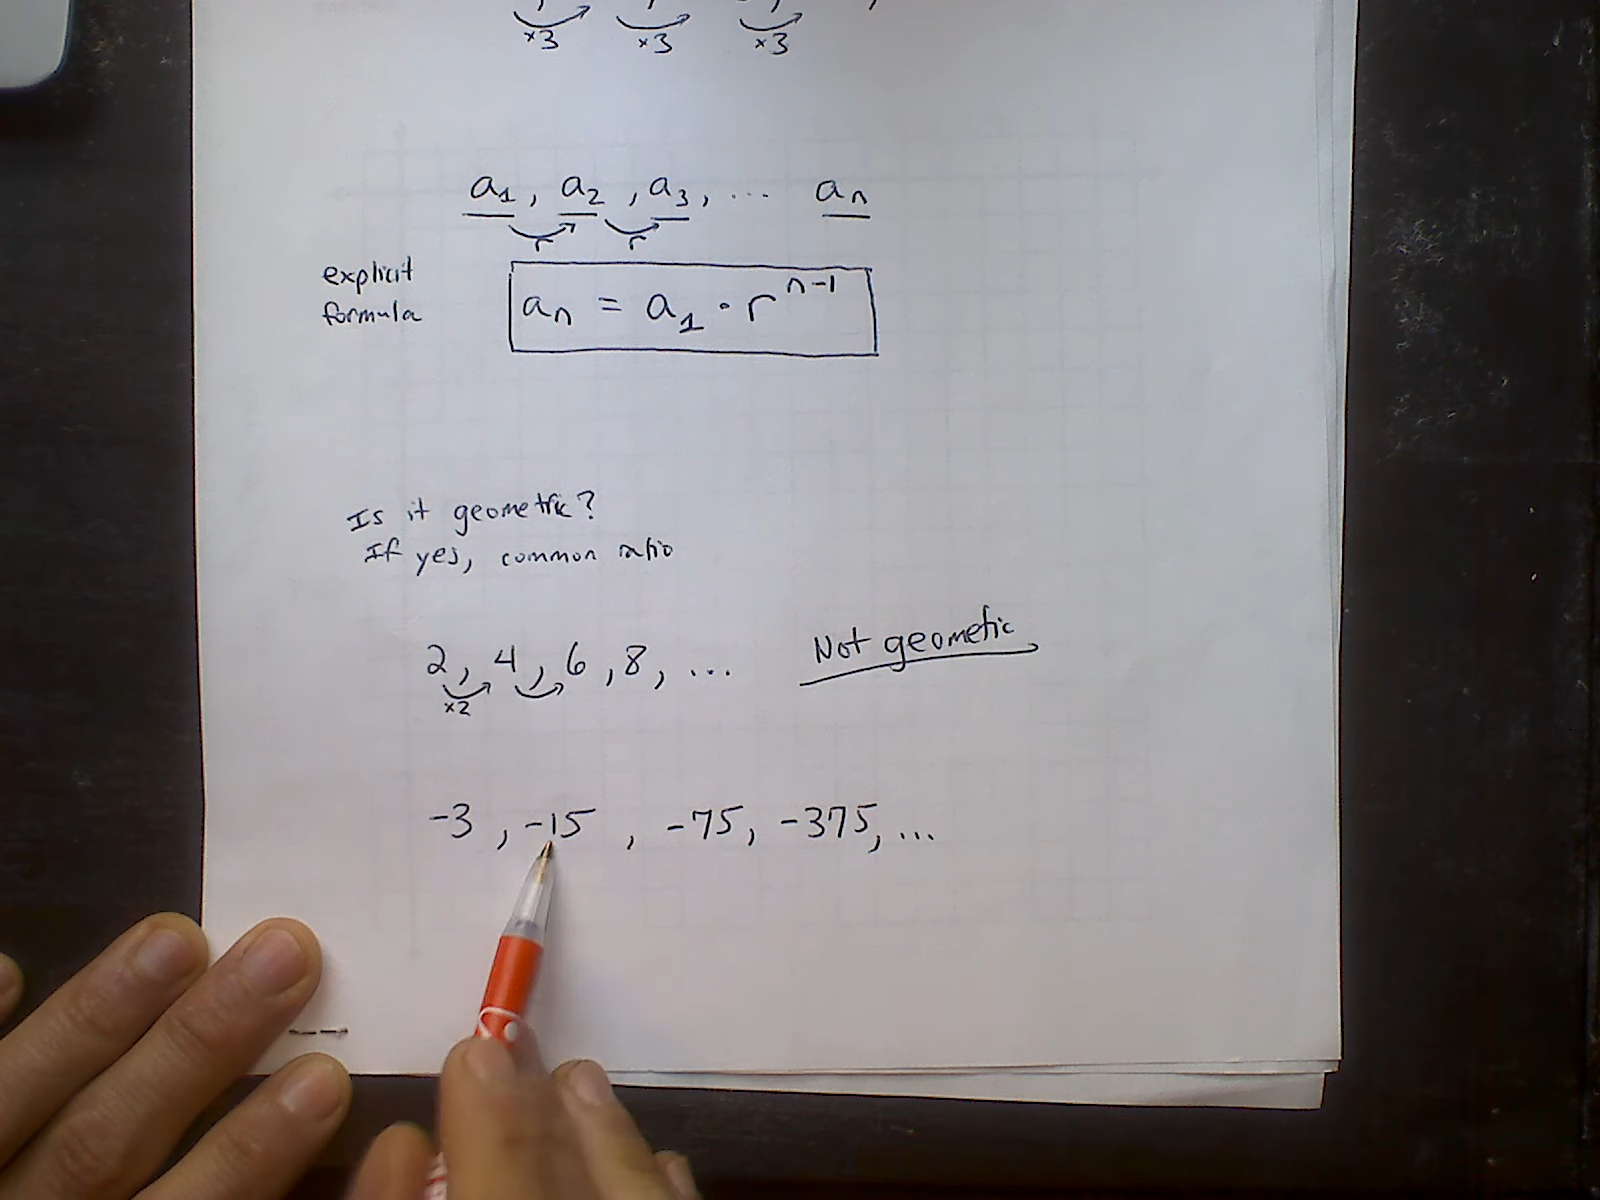 ×3 ×3 ×3
a1, a2, a3, ... an
r r
explicit
formula
an = a1 · r^n-1
Is it geometric?
If yes, common ratio
2, 4, 6, 8, ... Not geometic
×2
-3, -15, -75, -375, ...